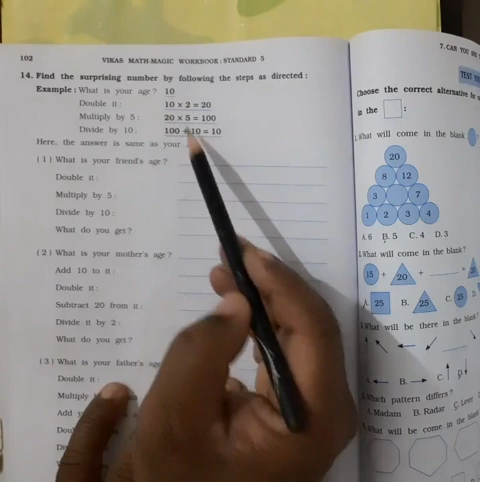 102
VIKAS MATH-MAGIC WORKBOOK : STANDARD 5
14. Find the surprising number by following the steps as directed :
Example : What is your age ? 10
Double it : 10 × 2 = 20
Multiply by 5 : 20 × 5 = 100
Divide by 10 : 100 ÷ 10 = 10
Here, the answer is same as your
( 1 ) What is your friend's age ?
Double it :
Multiply by 5 :
Divide by 10 :
What do you get ?
( 2 ) What is your mother's age ?
Add 10 to it :
Double it :
Subtract 20 from it :
Divide it by 2 :
What do you get ?
( 3 ) What is your father's age
Double it :
Multiply
Add
7. CAN YOU SEE
TEST
Choose the correct alternative
in the :
What will come in the blank
20
8 12
3 7
1 2 3 4
A. 6 B. 5 C. 4 D. 3
What will come in the blank ?
15 + 20 + =
A. 25 B. 25 C. 25 D.
What will be there in the blank
A. B. C. D.
Which pattern differs ?
A. Madam B. Radar C. Level
What will come in the blank